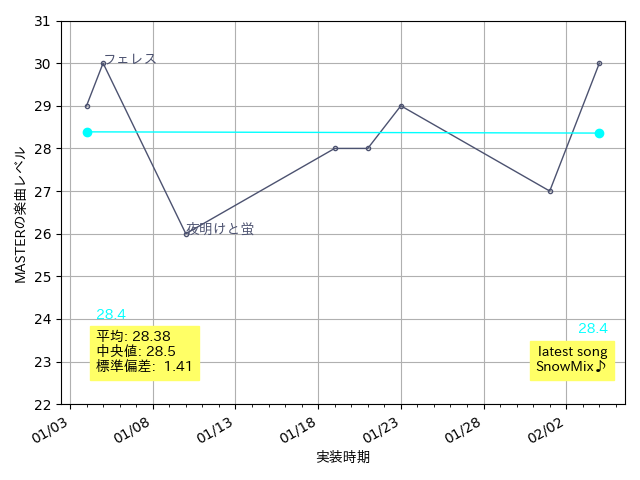 31
30
29
28
27
26
25
24
23
22
MASTERの楽曲レベル
フェレス
夜明けと蛍
28.4
平均: 28.38
中央値: 28.5
標準偏差: 1.41
28.4
latest song
SnowMix♪
01/03
01/08
01/13
01/18
01/23
01/28
02/02
実装時期